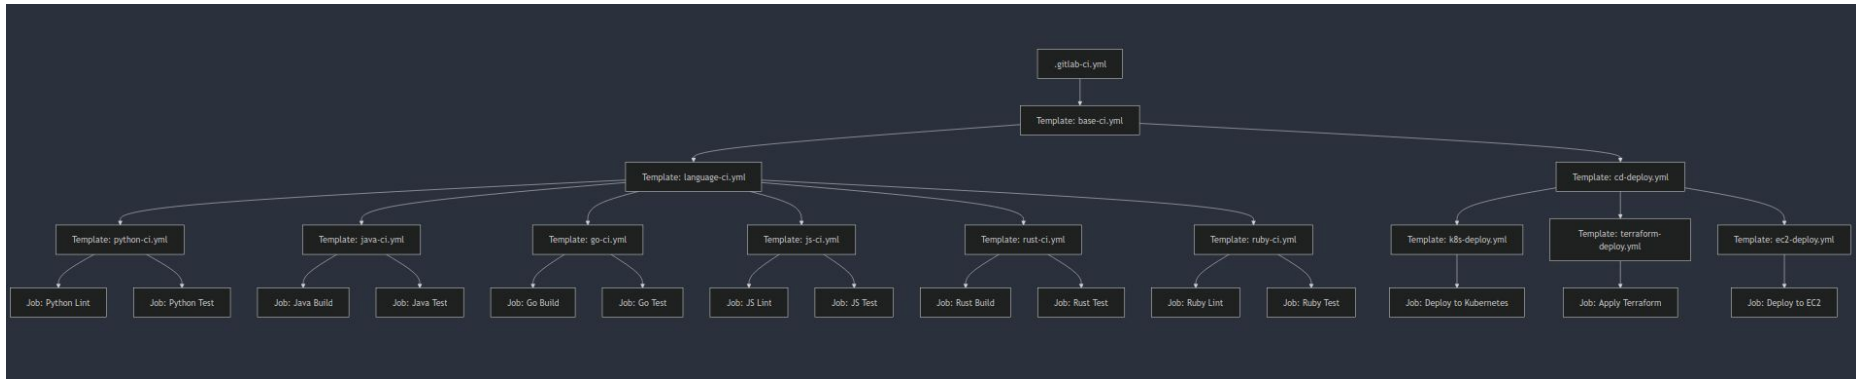 .gitlab-ci.yml
Template: base-ci.yml
Template: language-ci.yml
Template: cd-deploy.yml
Template: python-ci.yml
Template: java-ci.yml
Template: go-ci.yml
Template: js-ci.yml
Template: rust-ci.yml
Template: ruby-ci.yml
Template: k8s-deploy.yml
Template: terraform-
deploy.yml
Template: ec2-deploy.yml
Job: Python Lint
Job: Python Test
Job: Java Build
Job: Java Test
Job: Go Build
Job: Go Test
Job: JS Lint
Job: JS Test
Job: Rust Build
Job: Rust Test
Job: Ruby Lint
Job: Ruby Test
Job: Deploy to Kubernetes
Job: Apply Terraform
Job: Deploy to EC2